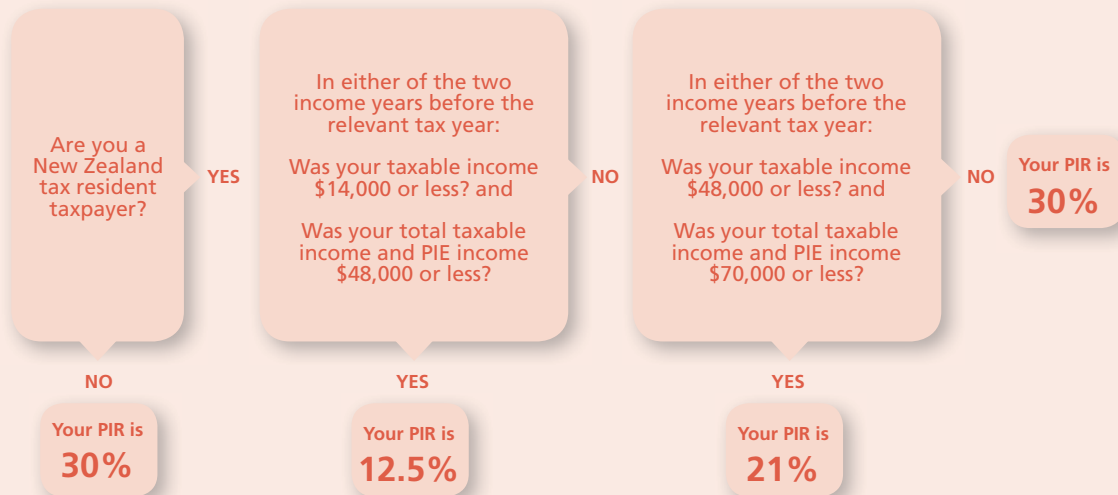 Are you a
New Zealand
tax resident
taxpayer?
YES
NO
Your PIR is
30%
In either of the two
income years before the
relevant tax year:
Was your taxable income
$14,000 or less? and
Was your total taxable
income and PIE income
$48,000 or less?
NO
YES
Your PIR is
12.5%
In either of the two
income years before the
relevant tax year:
Was your taxable income
$48,000 or less? and
Was your total taxable
income and PIE income
$70,000 or less?
NO
YES
Your PIR is
21%
Your PIR is
30%